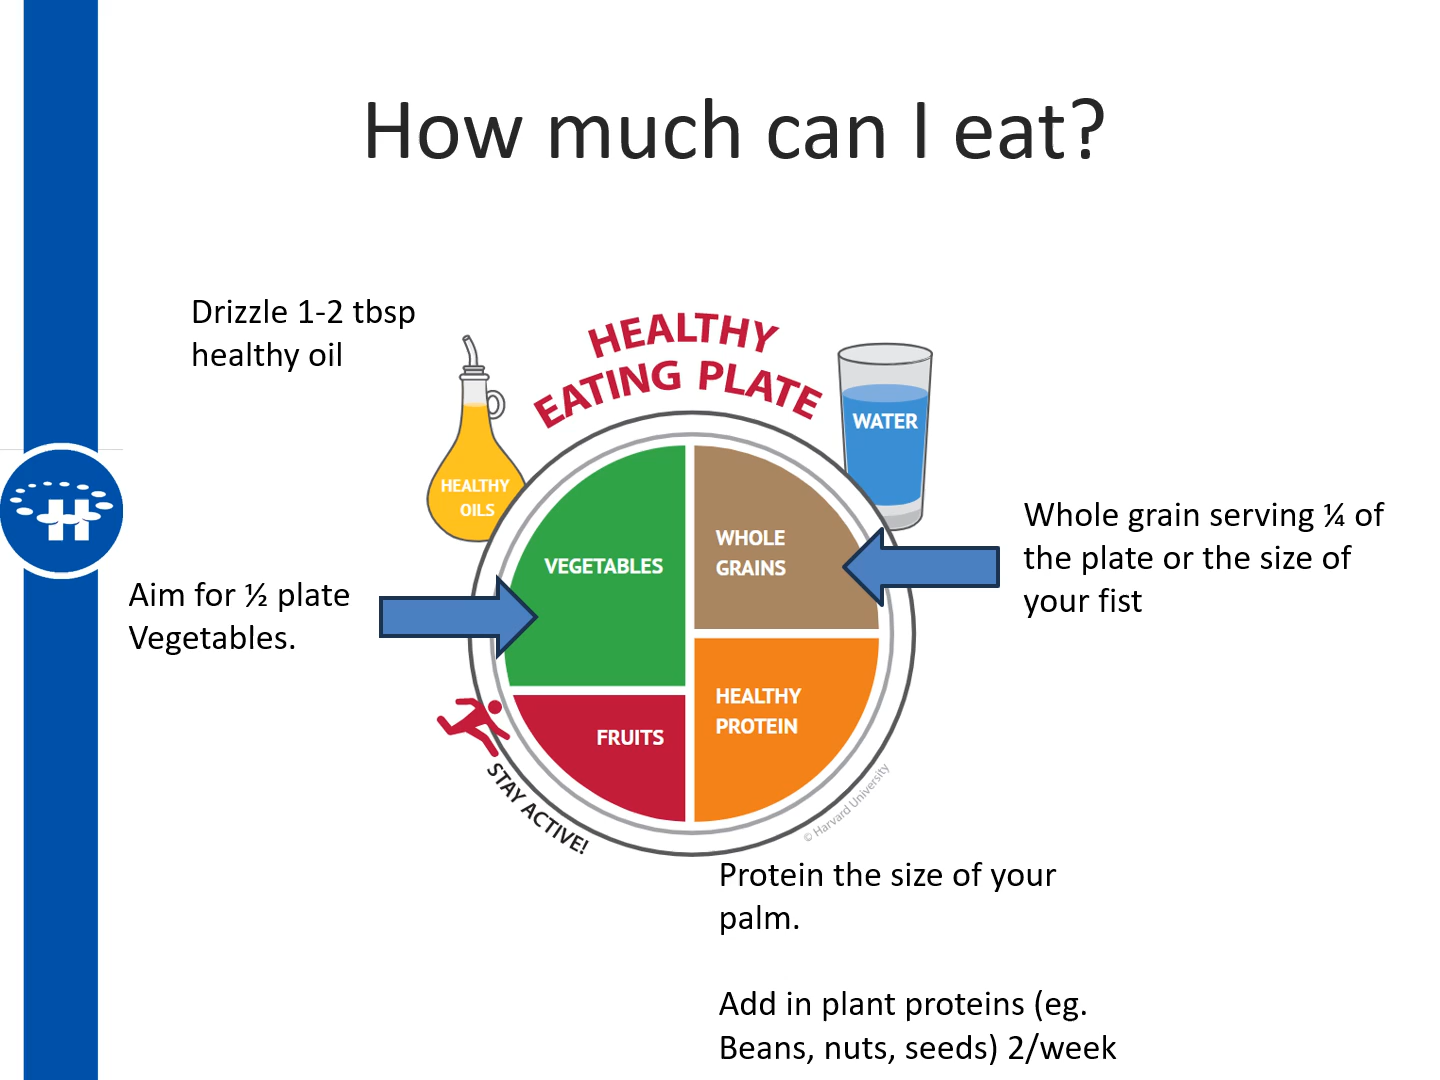 How much can I eat?
Drizzle 1-2 tbsp
healthy oil
HEALTHY
EATING PLATE
HEALTHY
OILS
WATER
VEGETABLES
WHOLE
GRAINS
Whole grain serving ¼ of
the plate or the size of
your fist
Aim for ½ plate
Vegetables.
FRUITS
HEALTHY
PROTEIN
STAY ACTIVE!
© Harvard University
H
Protein the size of your
palm.
Add in plant proteins (eg.
Beans, nuts, seeds) 2/week